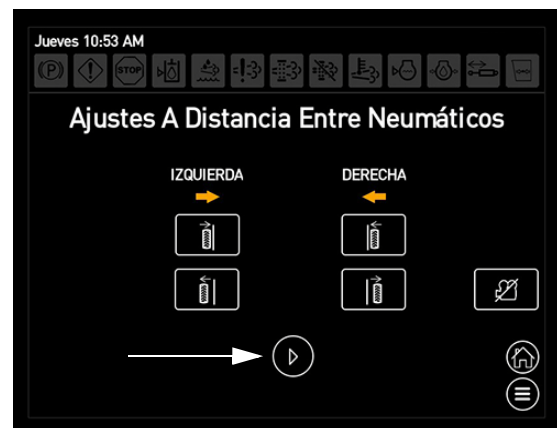 Jueves 10:53 AM
P
STOP
Ajustes A Distancia Entre Neumáticos
IZQUIERDA
DERECHA